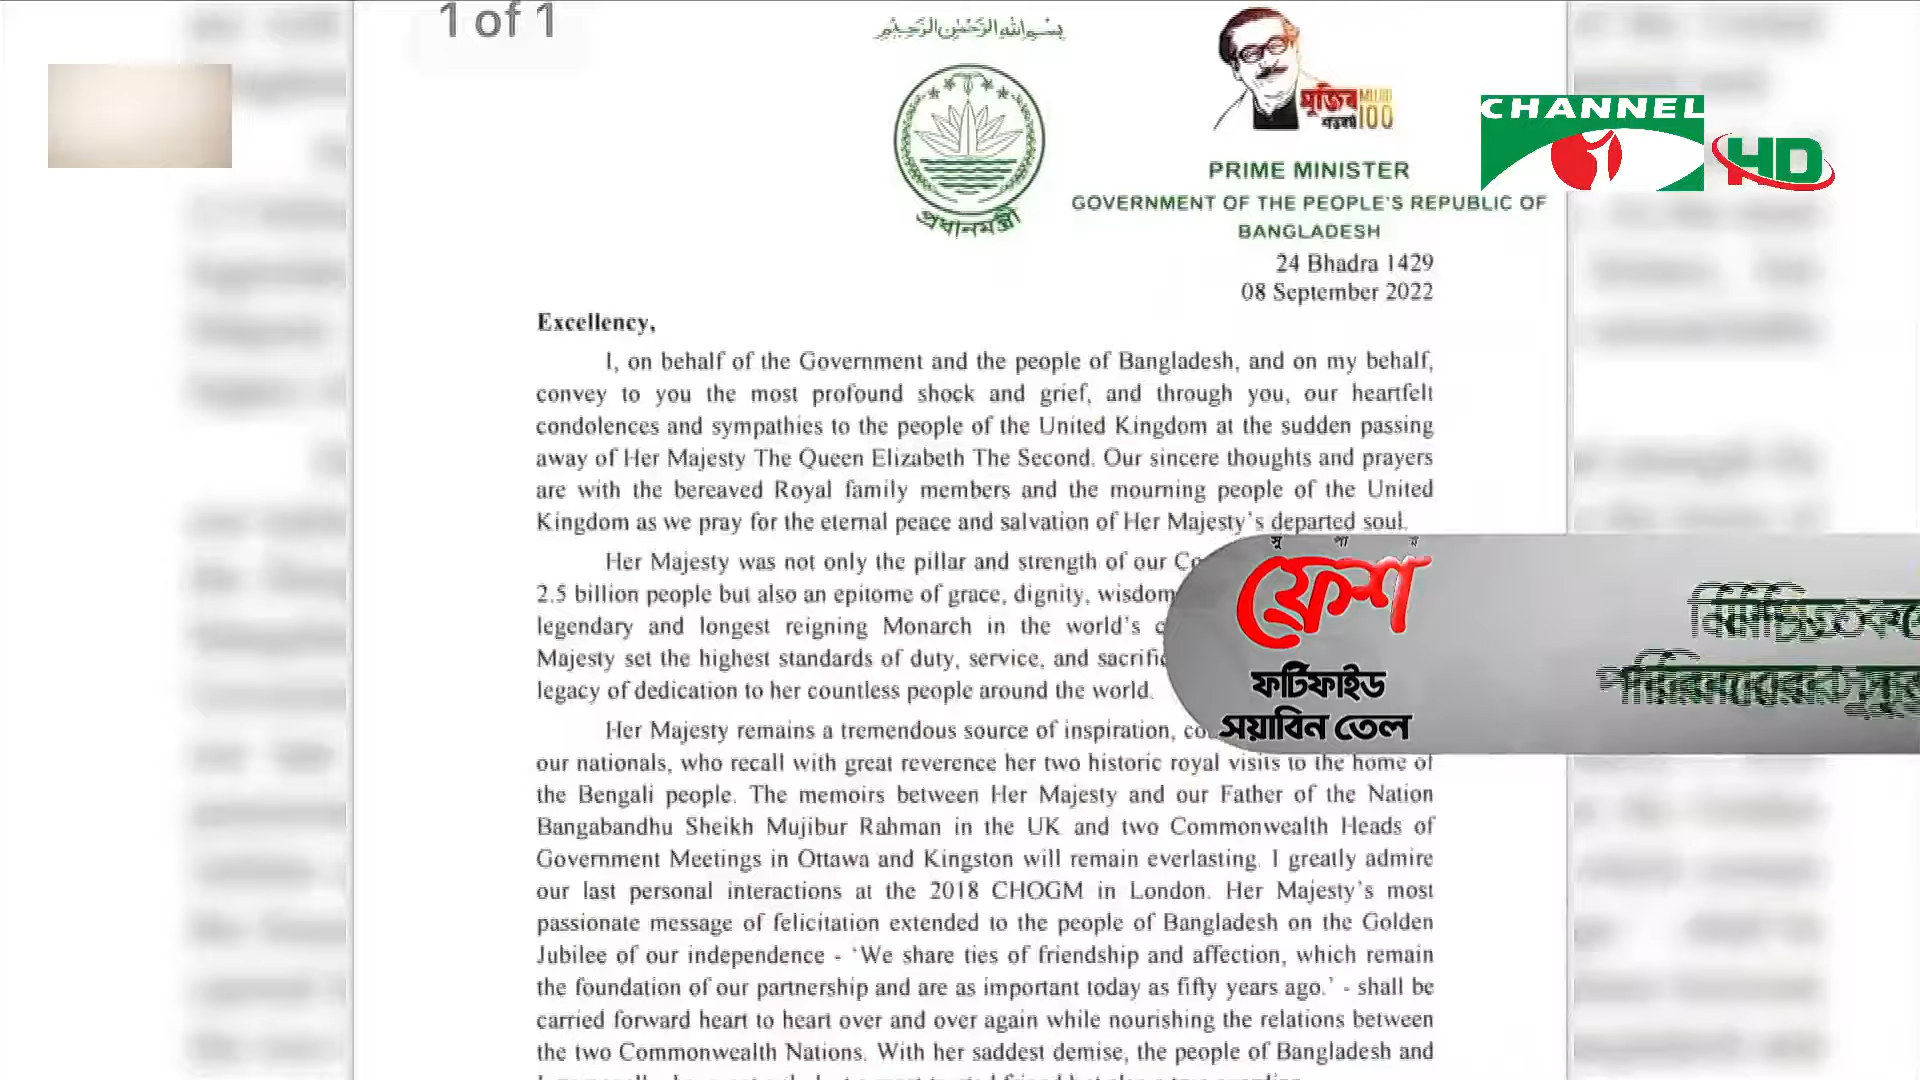 1 of 1
بسم الله الرحمن الرحيم
প্রধানমন্ত্রী
মুজিব
শতবর্ষ
100
CHANNEL
i
HD
PRIME MINISTER
GOVERNMENT OF THE PEOPLE'S REPUBLIC OF
BANGLADESH
24 Bhadra 1429
08 September 2022
Excellency,
I, on behalf of the Government and the people of Bangladesh, and on my behalf,
convey to you the most profound shock and grief, and through you, our heartfelt
condolences and sympathies to the people of the United Kingdom at the sudden passing
away of Her Majesty The Queen Elizabeth The Second. Our sincere thoughts and prayers
are with the bereaved Royal family members and the mourning people of the United
Kingdom as we pray for the eternal peace and salvation of Her Majesty's departed soul.
Her Majesty was not only the pillar and strength of our
2.5 billion people but also an epitome of grace, dignity, wisdom
legendary and longest reigning Monarch in the world's
Majesty set the highest standards of duty, service, and
legacy of dedication to her countless people around the world.
Her Majesty remains a tremendous source of inspiration,
our nationals, who recall with great reverence her two historic royal visits to the home of
the Bengali people. The memoirs between Her Majesty and our Father of the Nation
Bangabandhu Sheikh Mujibur Rahman in the UK and two Commonwealth Heads of
Government Meetings in Ottawa and Kingston will remain everlasting. I greatly admire
our last personal interactions at the 2018 CHOGM in London. Her Majesty's most
passionate message of felicitation extended to the people of Bangladesh on the Golden
Jubilee of our independence - 'We share ties of friendship and affection, which remain
the foundation of our partnership and are as important today as fifty years ago.' - shall be
carried forward heart to heart over and over again while nourishing the relations between
the two Commonwealth Nations. With her saddest demise, the people of Bangladesh and
সুপার
ফ্রেশ
ফর্টিফাইড
সয়াবিন তেল